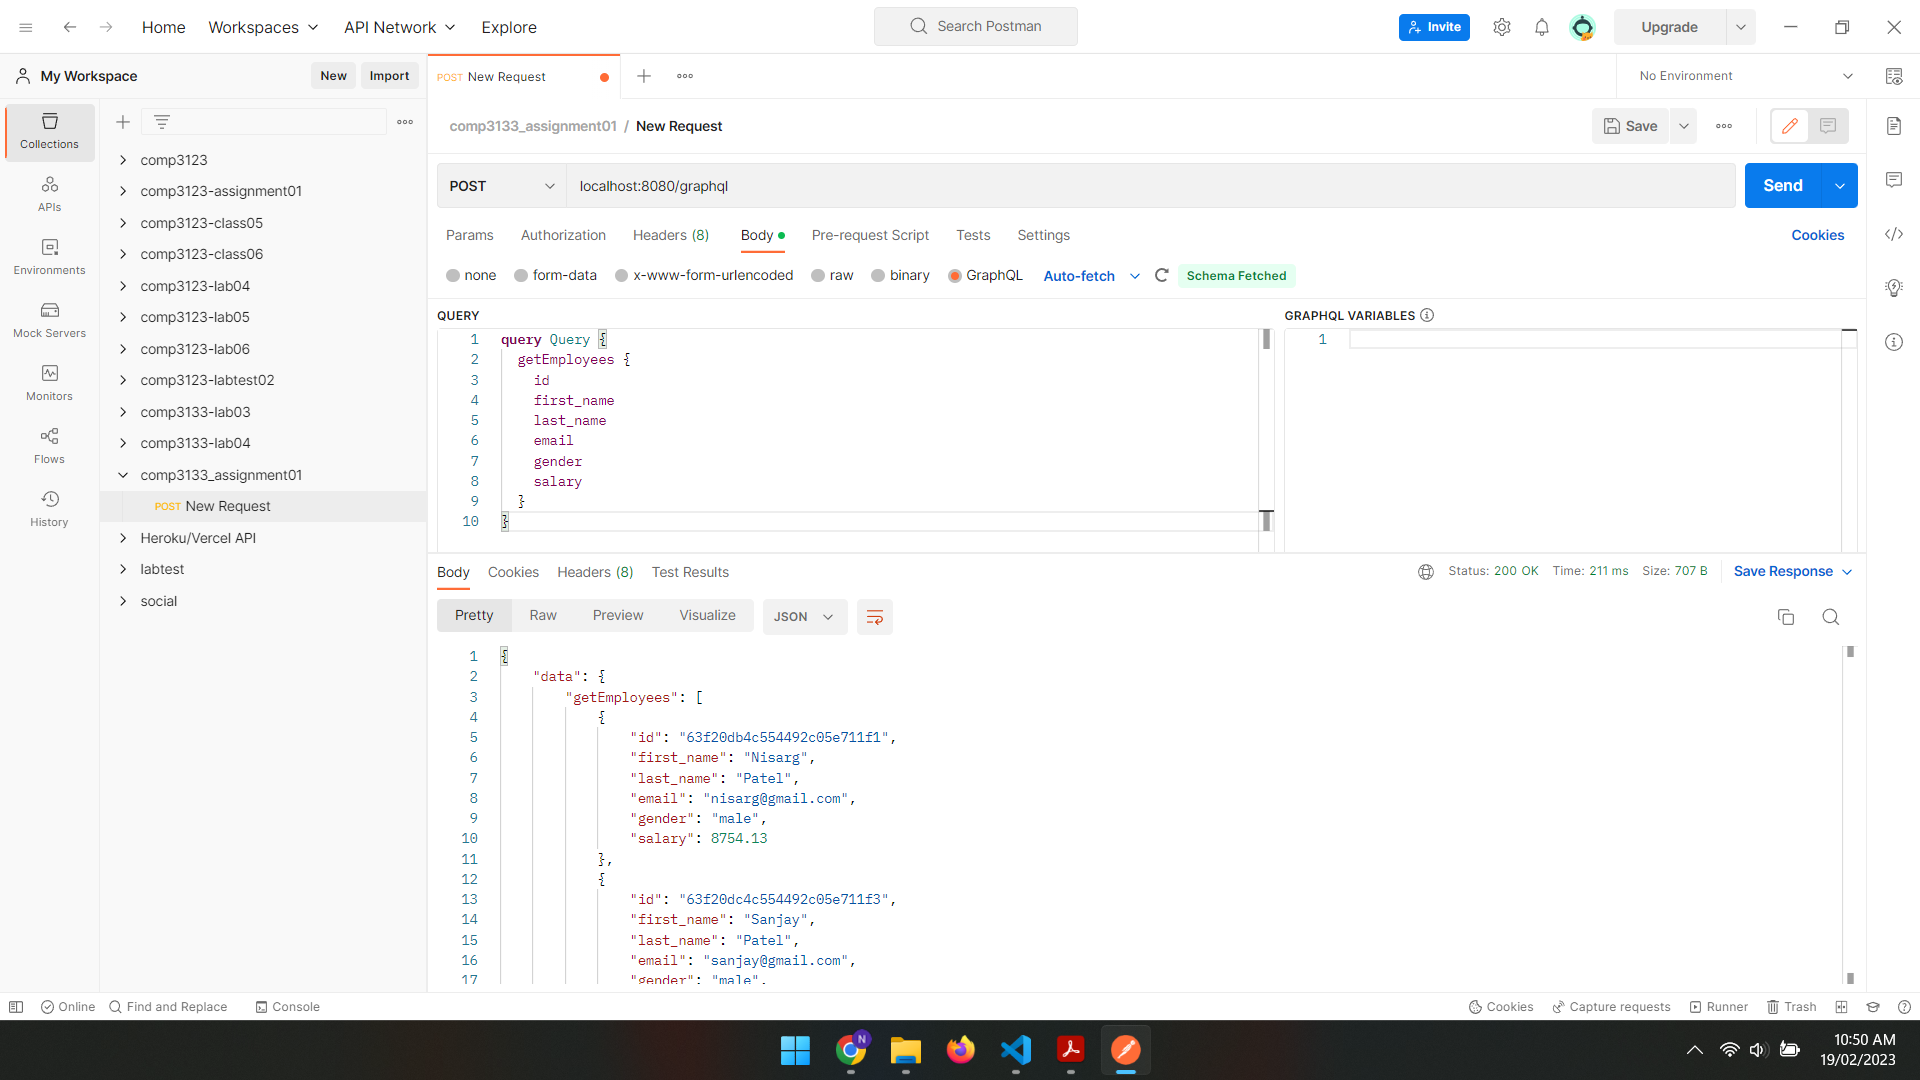 Home Workspaces API Network Explore Search Postman Invite Upgrade
My Workspace New Import POST New Request No Environment
comp3133_assignment01 / New Request Save
Collections
APIs
Environments
Mock Servers
Monitors
Flows
History
comp3123
comp3123-assignment01
comp3123-class05
comp3123-class06
comp3123-lab04
comp3123-lab05
comp3123-lab06
comp3123-labtest02
comp3133-lab03
comp3133-lab04
comp3133_assignment01
POST New Request
Heroku/Vercel API
labtest
social
POST localhost:8080/graphql Send
Params Authorization Headers (8) Body Pre-request Script Tests Settings Cookies
none form-data x-www-form-urlencoded raw binary GraphQL Auto-fetch Schema Fetched
QUERY
1 query Query {
2 getEmployees {
3 id
4 first_name
5 last_name
6 email
7 gender
8 salary
9 }
10 }
GRAPHQL VARIABLES
1
Body Cookies Headers (8) Test Results Status: 200 OK Time: 211 ms Size: 707 B Save Response
Pretty Raw Preview Visualize JSON
1 {
2 "data": {
3 "getEmployees": [
4 {
5 "id": "63f20db4c554492c05e711f1",
6 "first_name": "Nisarg",
7 "last_name": "Patel",
8 "email": "nisarg@gmail.com",
9 "gender": "male",
10 "salary": 8754.13
11 },
12 {
13 "id": "63f20dc4c554492c05e711f3",
14 "first_name": "Sanjay",
15 "last_name": "Patel",
16 "email": "sanjay@gmail.com",
17 "gender": "male",
Online Find and Replace Console Cookies Capture requests Runner Trash
N
10:50 AM
19/02/2023